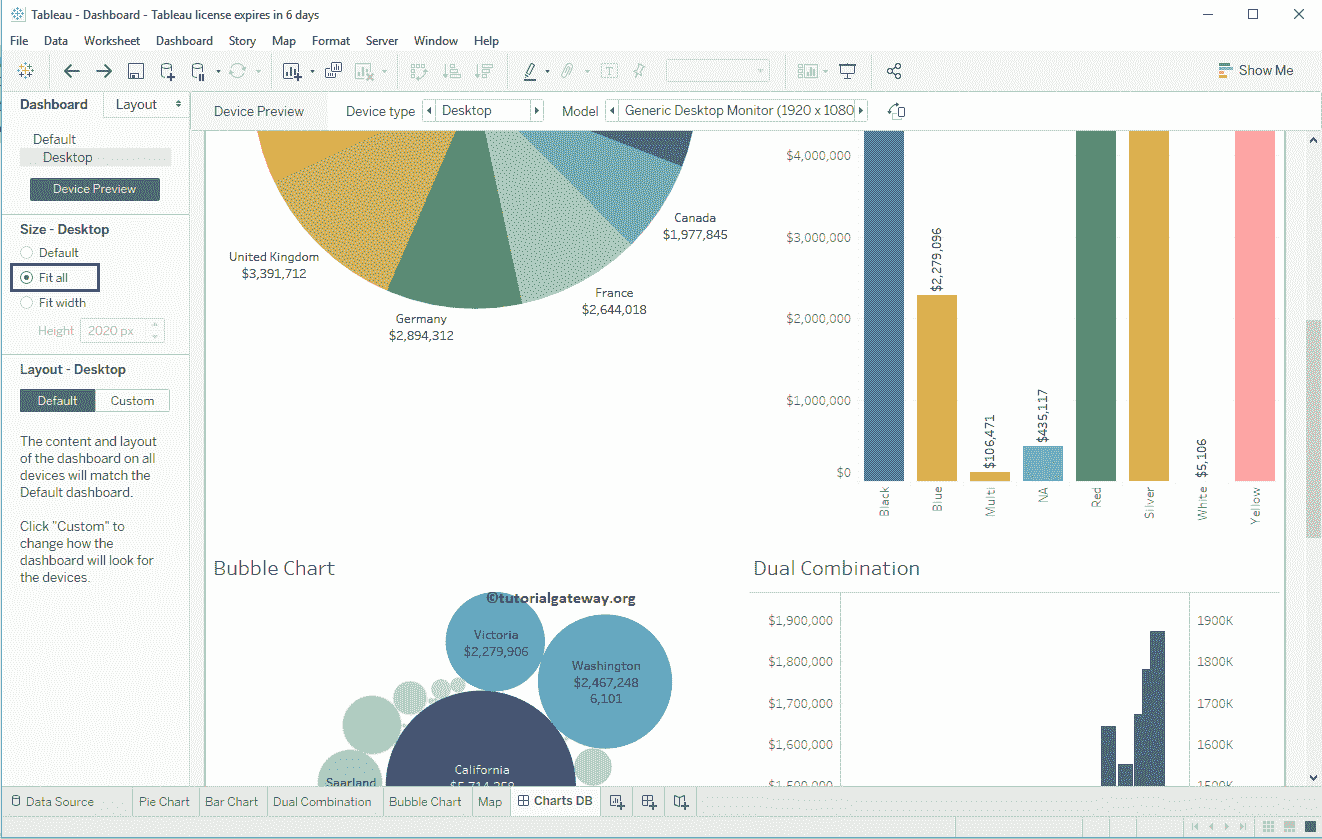 Tableau - Dashboard - Tableau license expires in 6 days
File Data Worksheet Dashboard Story Map Format Server Window Help
Show Me
Dashboard Layout
Device Preview Device type Desktop Model Generic Desktop Monitor (1920 x 1080
Default
Desktop
Device Preview
Size - Desktop
Default
Fit all
Fit width
Height 2020 px
Layout - Desktop
Default Custom
The content and layout
of the dashboard on all
devices will match the
Default dashboard.
Click "Custom" to
change how the
dashboard will look for
the devices.
United Kingdom
$3,391,712
Germany
$2,894,312
France
$2,644,018
Canada
$1,977,845
$4,000,000
$3,000,000
$2,000,000
$1,000,000
$0
$2,279,096
$106,471
$435,117
$5,106
Black
Blue
Multi
NA
Red
Silver
White
Yellow
Bubble Chart
©tutorialgateway.org
Victoria
$2,279,906
Washington
$2,467,248
6,101
California
Saarland
Dual Combination
$1,900,000
$1,800,000
$1,700,000
$1,600,000
1900K
1800K
1700K
1600K
Data Source Pie Chart Bar Chart Dual Combination Bubble Chart Map Charts DB